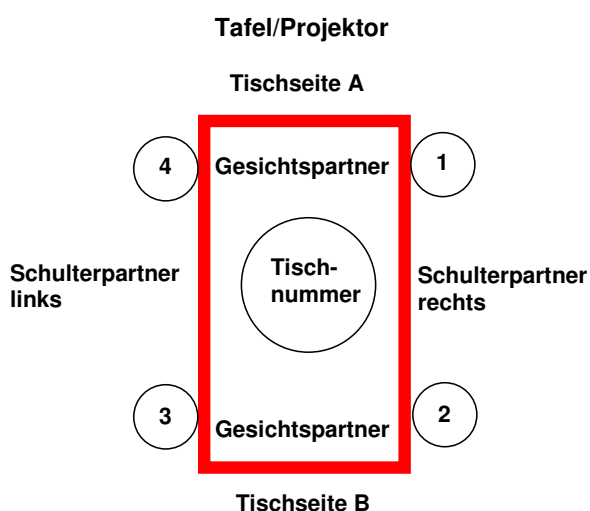 Tafel/Projektor
Tischseite A
4
Gesichtspartner
1
Schulterpartner
links
Tisch-
nummer
Schulterpartner
rechts
3
Gesichtspartner
2
Tischseite B